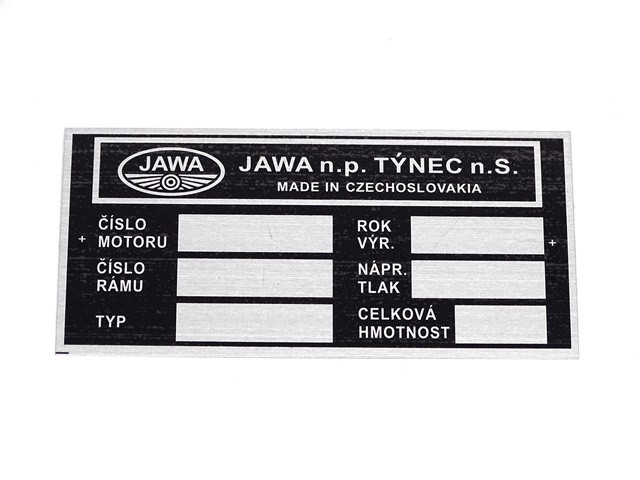 JAWA
JAWA n.p. TÝNEC n.S.
MADE IN CZECHOSLOVAKIA
ČÍSLO
MOTORU
ROK
VÝR.
ČÍSLO
RÁMU
NÁPR.
TLAK
TYP
CELKOVÁ
HMOTNOST